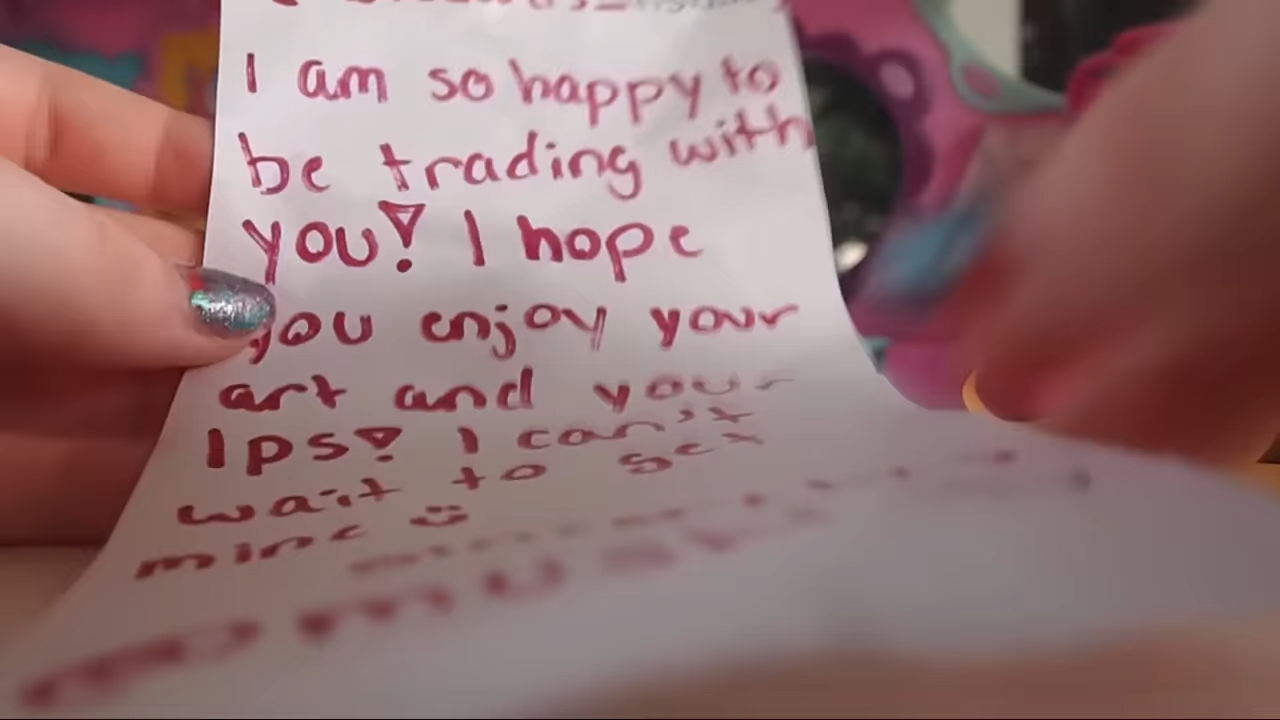 I am so happy to
be trading with
you! I hope
you enjoy your
art and your
lps! I can't
wait to get
mine :)